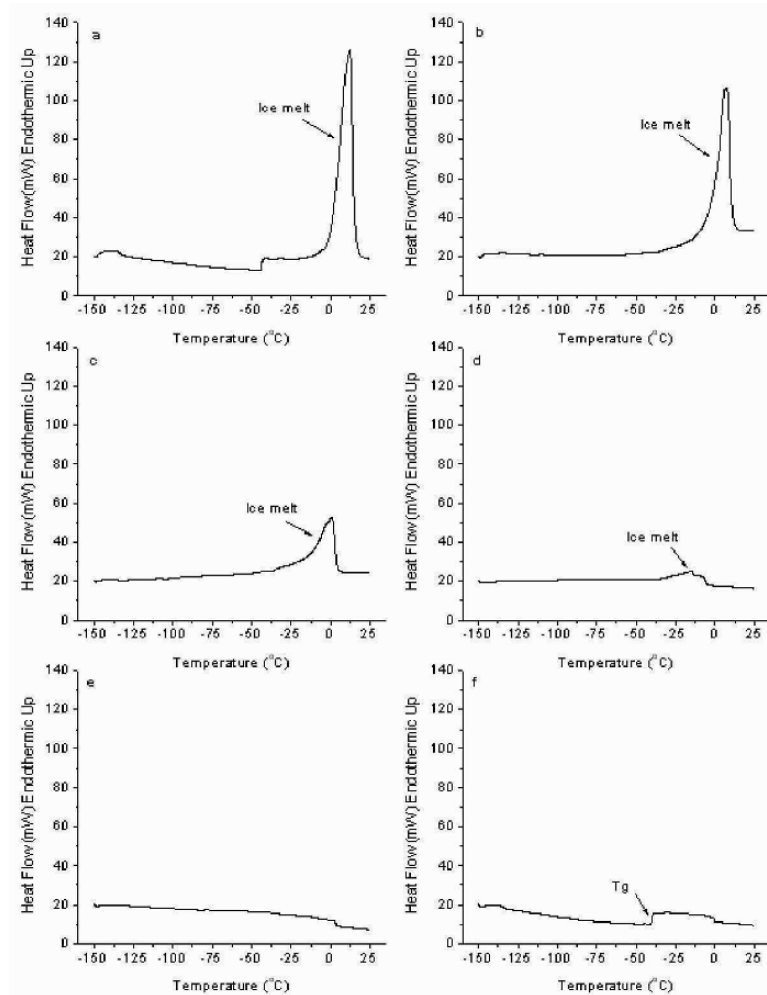 a
Ice melt
Heat Flow(mW) Endothermic Up
140
120
100
80
60
40
20
0
-150 -125 -100 -75 -50 -25 0 25
Temperature (°C)
b
Ice melt
Heat Flow(mW) Endothermic Up
140
120
100
80
60
40
20
0
-150 -125 -100 -75 -50 -25 0 25
Temperature (°C)
c
Ice melt
Heat Flow (mW) Endothermic Up
140
120
100
80
60
40
20
0
-150 -125 -100 -75 -50 -25 0 25
Temperature (°C)
d
Ice melt
Heat Flow (mW) Endothermic Up
140
120
100
80
60
40
20
0
-150 -125 -100 -75 -50 -25 0 25
Temperature (°C)
e
Heat Flow(mW) Endothermic Up
140
120
100
80
60
40
20
0
-150 -125 -100 -75 -50 -25 0 25
Temperature (°C)
f
Tg
Heat Flow(mW) Endothermic Up
140
120
100
80
60
40
20
0
-150 -125 -100 -75 -50 -25 0 25
Temperature (°C)